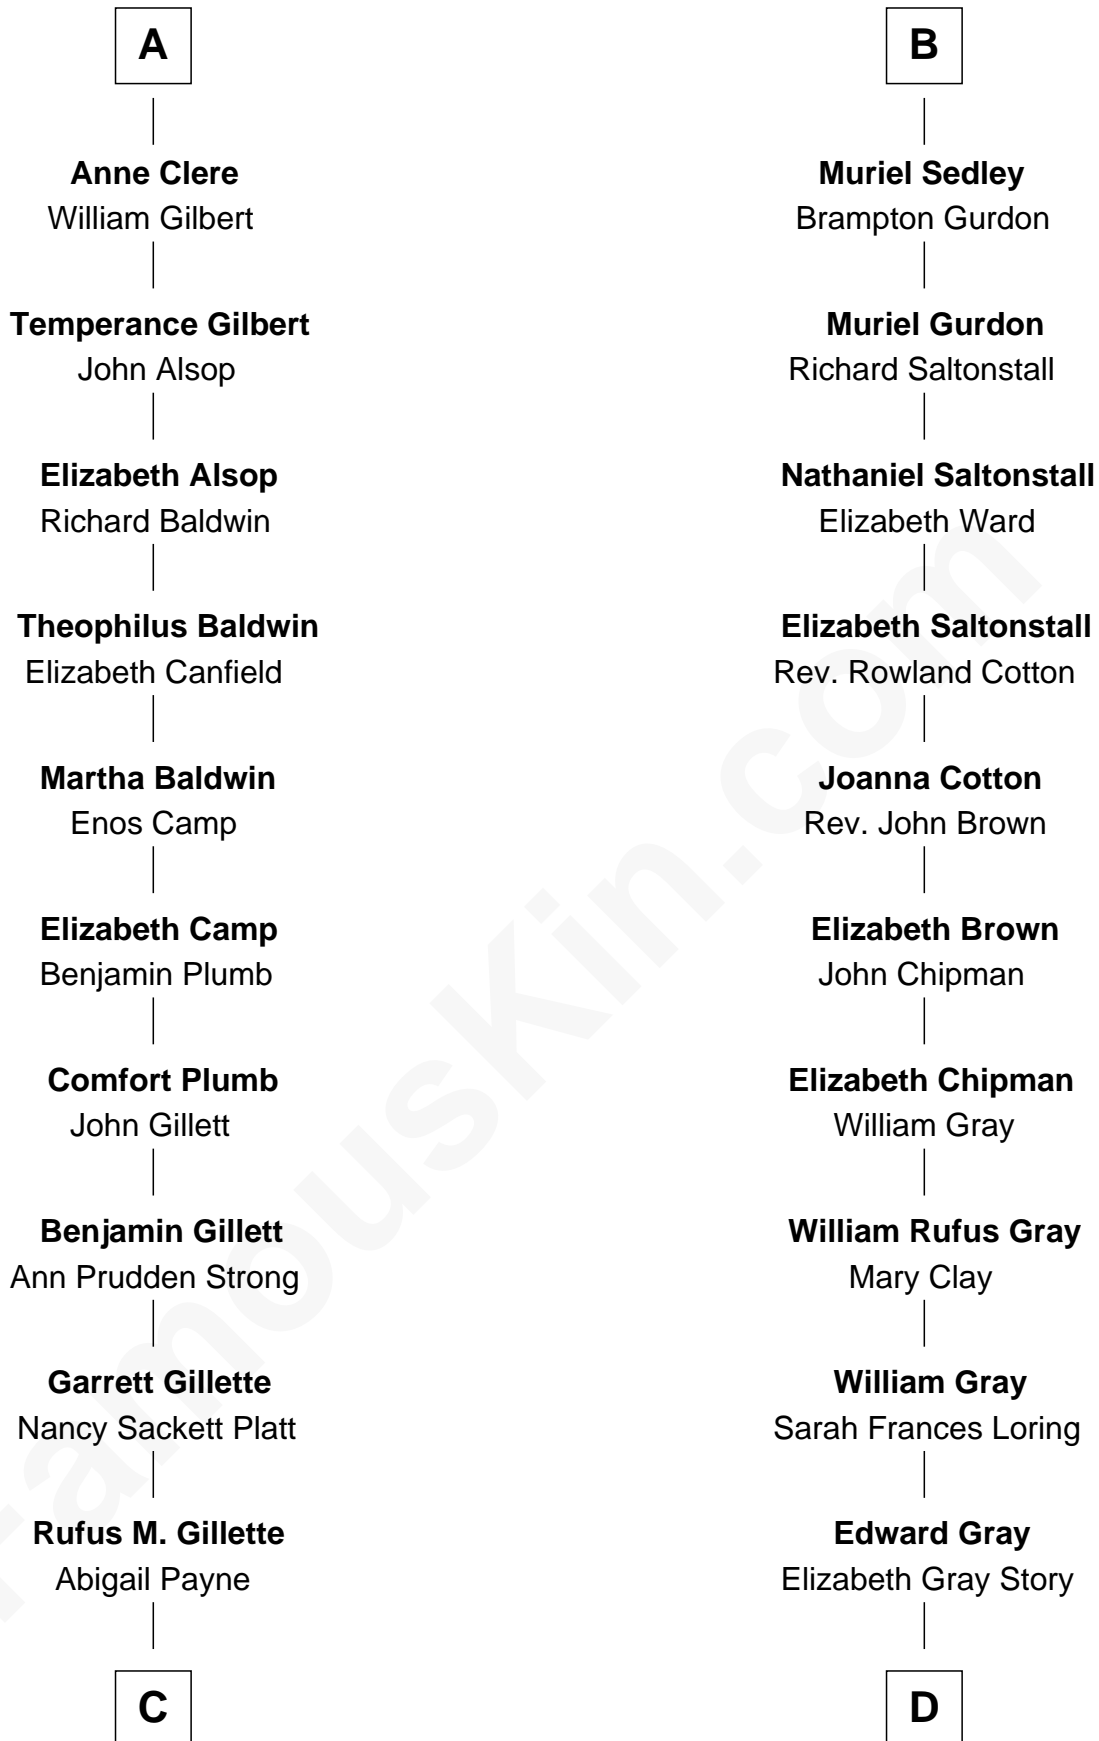 A
Anne Clere
William Gilbert
Temperance Gilbert
John Alsop
Elizabeth Alsop
Richard Baldwin
Theophilus Baldwin
Elizabeth Canfield
Martha Baldwin
Enos Camp
Elizabeth Camp
Benjamin Plumb
Comfort Plumb
John Gillett
Benjamin Gillett
Ann Prudden Strong
Garrett Gillette
Nancy Sackett Platt
Rufus M. Gillette
Abigail Payne
C
B
Muriel Sedley
Brampton Gurdon
Muriel Gurdon
Richard Saltonstall
Nathaniel Saltonstall
Elizabeth Ward
Elizabeth Saltonstall
Rev. Rowland Cotton
Joanna Cotton
Rev. John Brown
Elizabeth Brown
John Chipman
Elizabeth Chipman
William Gray
William Rufus Gray
Mary Clay
William Gray
Sarah Frances Loring
Edward Gray
Elizabeth Gray Story
D
FamousKin.com